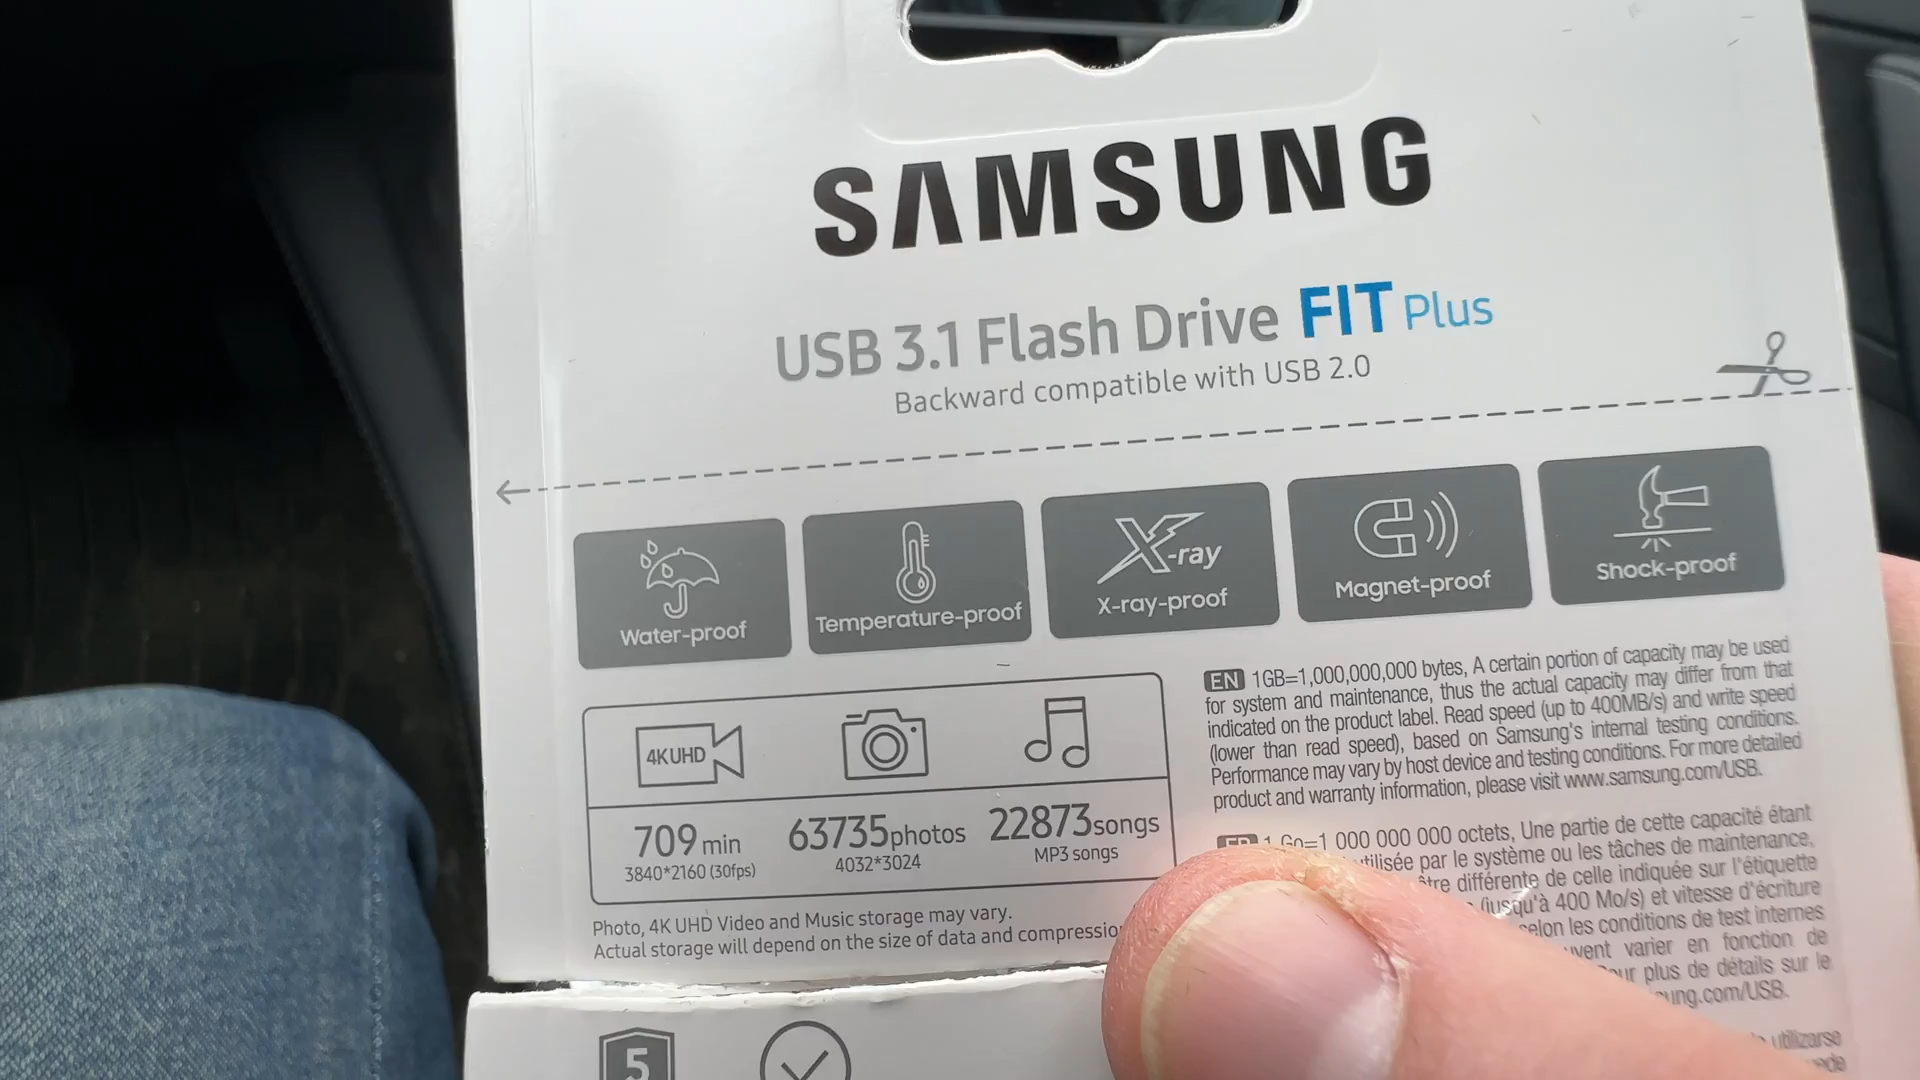 SAMSUNG
USB 3.1 Flash Drive FIT Plus
Backward compatible with USB 2.0
Water-proof
Temperature-proof
X-ray
X-ray-proof
Magnet-proof
Shock-proof
4K UHD
709 min
3840*2160 (30fps)
63735 photos
4032*3024
22873 songs
MP3 songs
Photo, 4K UHD Video and Music storage may vary.
Actual storage will depend on the size of data and
EN 1GB=1,000,000,000 bytes, A certain portion of capacity may be used
for system and maintenance, thus the actual capacity may differ from that
indicated on the product label. Read speed (up to 400MB/s) and write speed
(lower than read speed), based on Samsung's internal testing conditions.
Performance may vary by host device and testing conditions. For more detailed
product and warranty information, please visit www.samsung.com/USB.
1 Go=1 000 000 000 octets, Une partie de cette capacité étant
par le système ou les tâches de maintenance,
différente de celle indiquée sur l'étiquette
(jusqu'à 400 Mo/s) et vitesse d'écriture
les conditions de test internes
varier en fonction de
plus de détails sur le
5
utilizarse